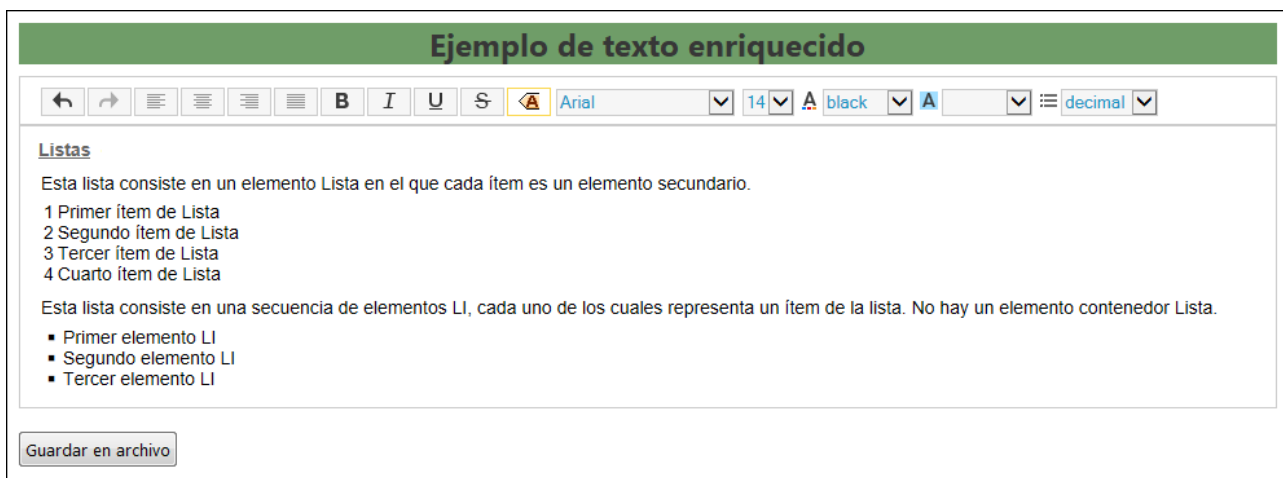 Ejemplo de texto enriquecido
B I U S A Arial 14 A black A decimal
Listas
Esta lista consiste en un elemento Lista en el que cada ítem es un elemento secundario.
1 Primer ítem de Lista
2 Segundo ítem de Lista
3 Tercer ítem de Lista
4 Cuarto ítem de Lista
Esta lista consiste en una secuencia de elementos LI, cada uno de los cuales representa un ítem de la lista. No hay un elemento contenedor Lista.
▪ Primer elemento LI
▪ Segundo elemento LI
▪ Tercer elemento LI
Guardar en archivo